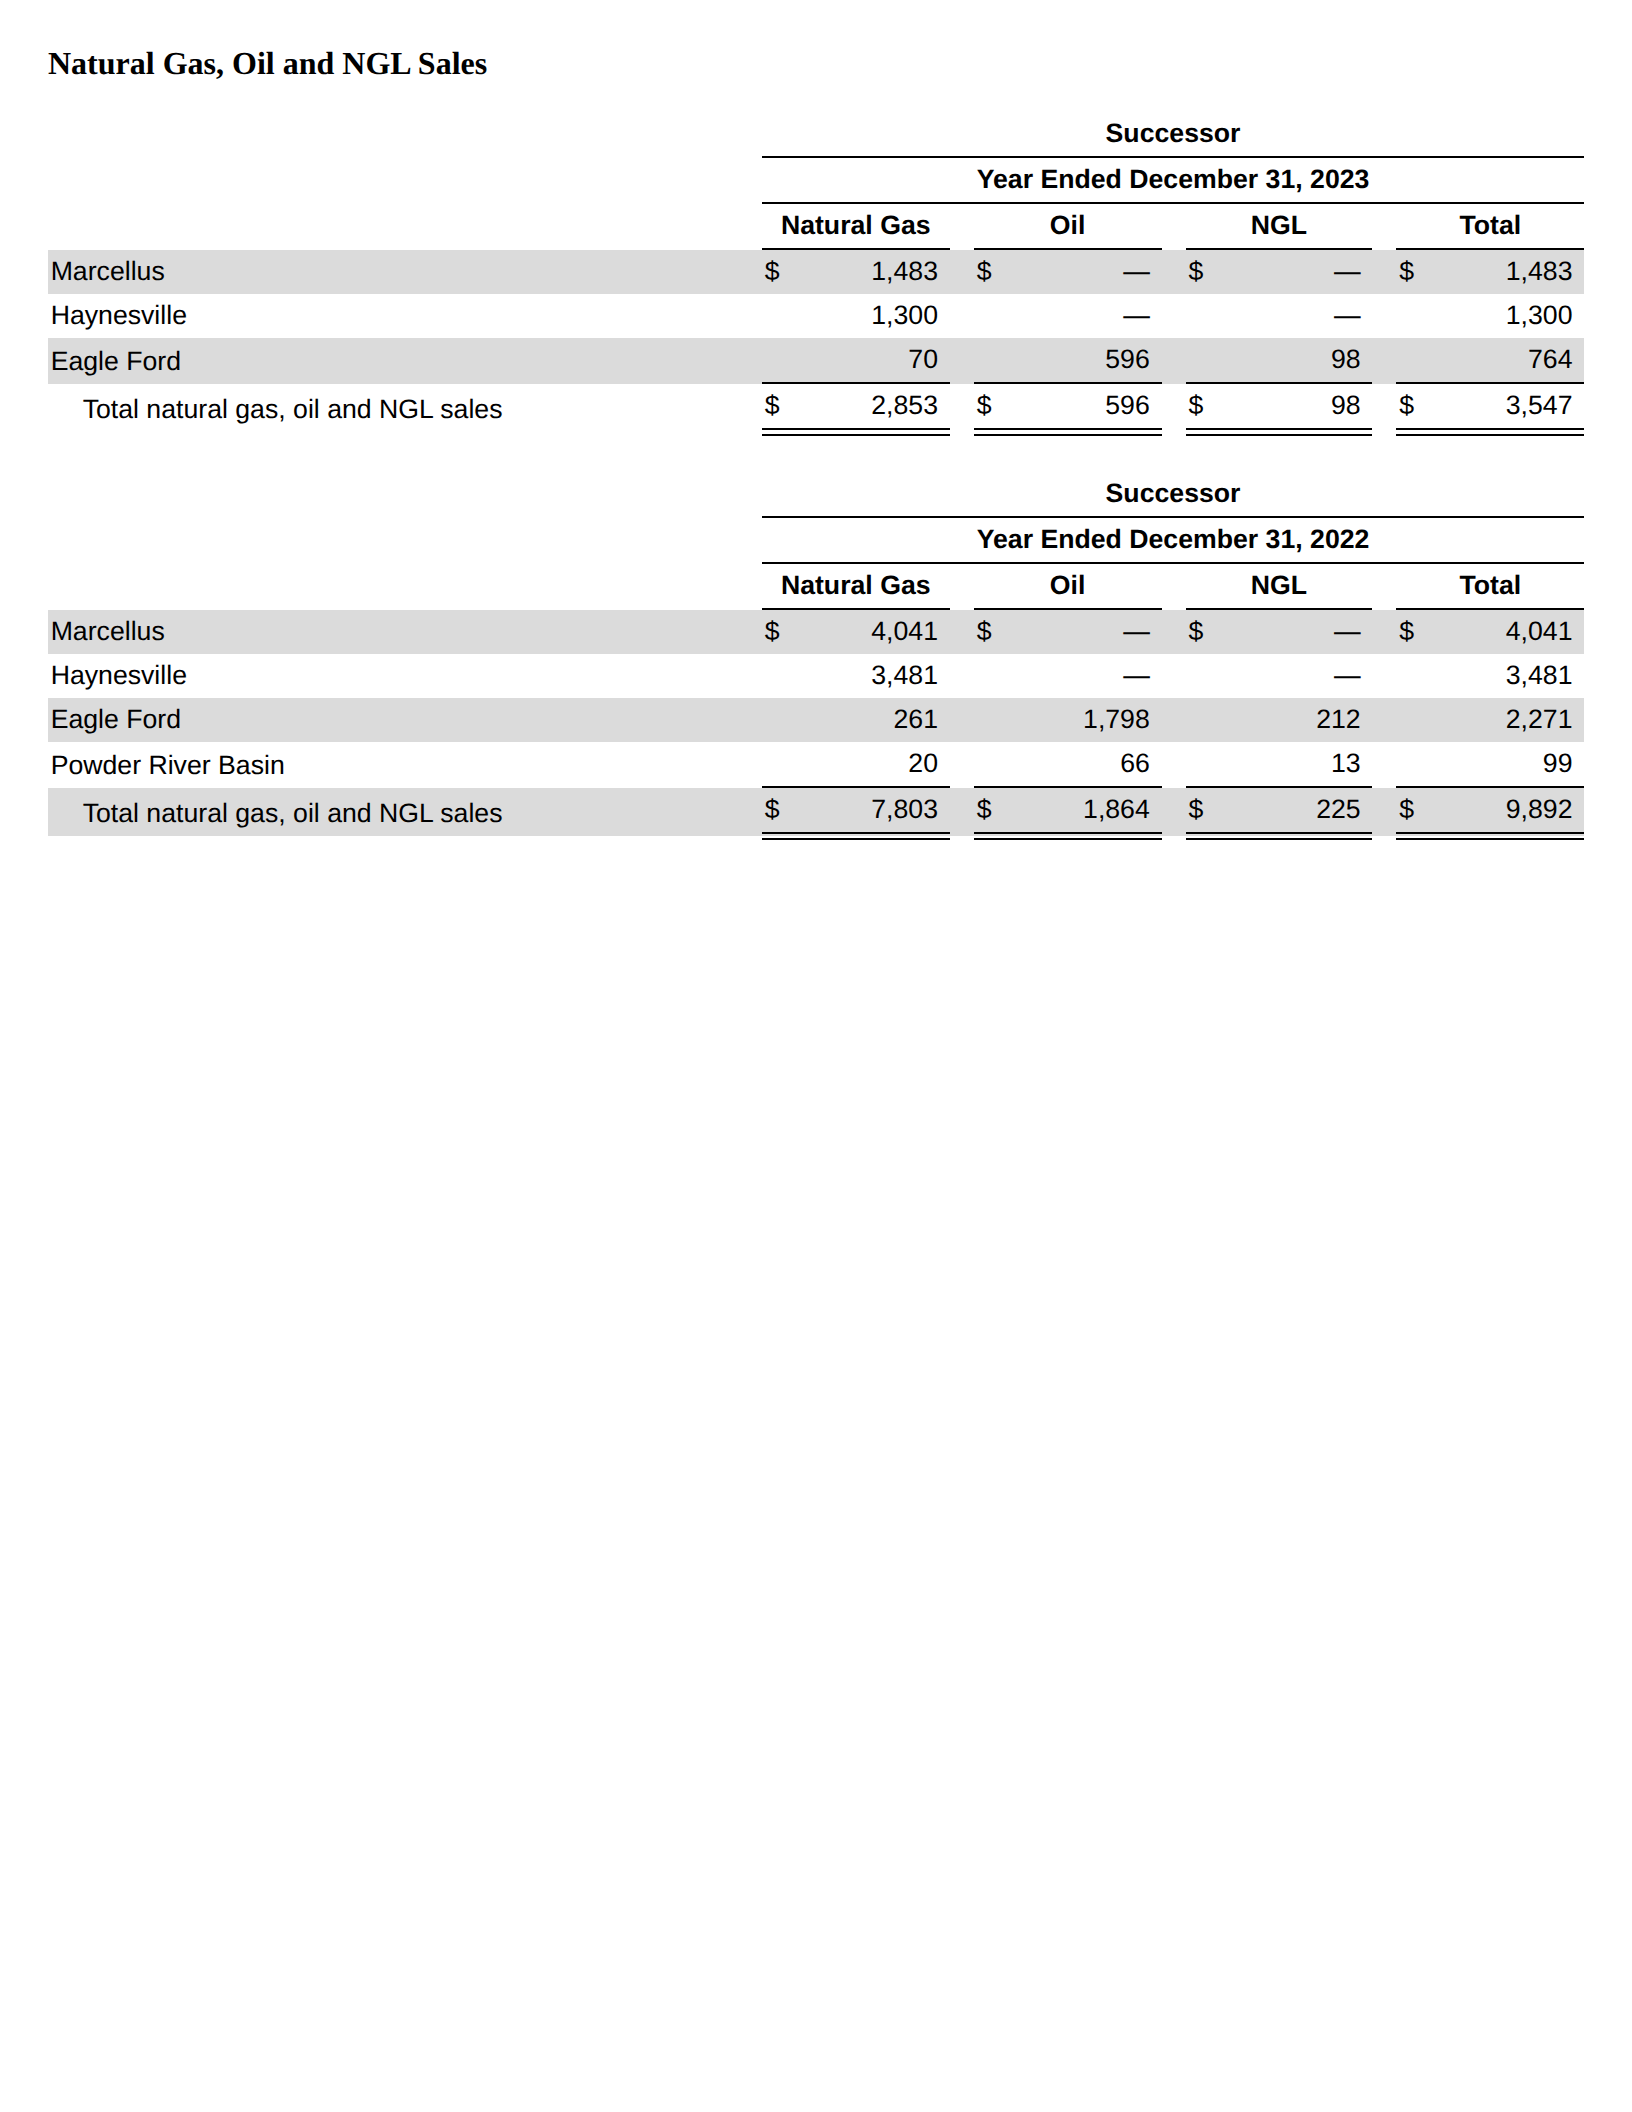 Natural Gas, Oil and NGL Sales
Successor
Year Ended December 31, 2023
Natural Gas Oil NGL Total
Marcellus $ 1,483 $ — $ — $ 1,483
Haynesville 1,300 — — 1,300
Eagle Ford 70 596 98 764
Total natural gas, oil and NGL sales $ 2,853 $ 596 $ 98 $ 3,547
Successor
Year Ended December 31, 2022
Natural Gas Oil NGL Total
Marcellus $ 4,041 $ — $ — $ 4,041
Haynesville 3,481 — — 3,481
Eagle Ford 261 1,798 212 2,271
Powder River Basin 20 66 13 99
Total natural gas, oil and NGL sales $ 7,803 $ 1,864 $ 225 $ 9,892